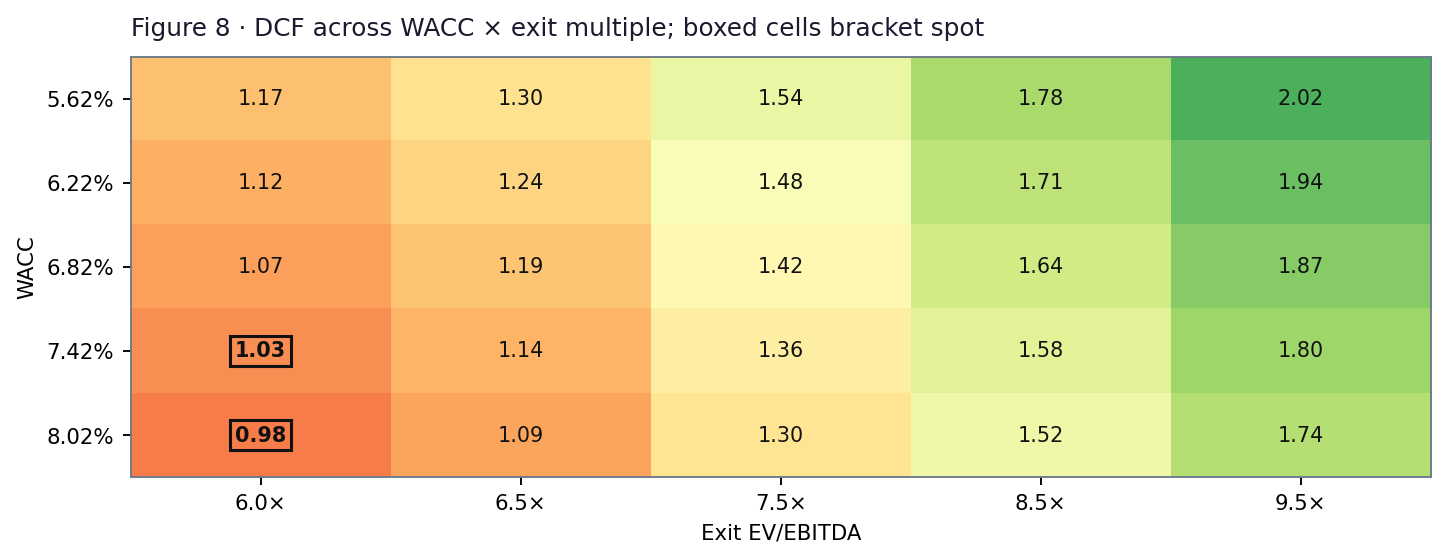 Figure 8 · DCF across WACC × exit multiple; boxed cells bracket spot
WACC
5.62% 1.17 1.30 1.54 1.78 2.02
6.22% 1.12 1.24 1.48 1.71 1.94
6.82% 1.07 1.19 1.42 1.64 1.87
7.42% 1.03 1.14 1.36 1.58 1.80
8.02% 0.98 1.09 1.30 1.52 1.74
6.0× 6.5× 7.5× 8.5× 9.5×
Exit EV/EBITDA